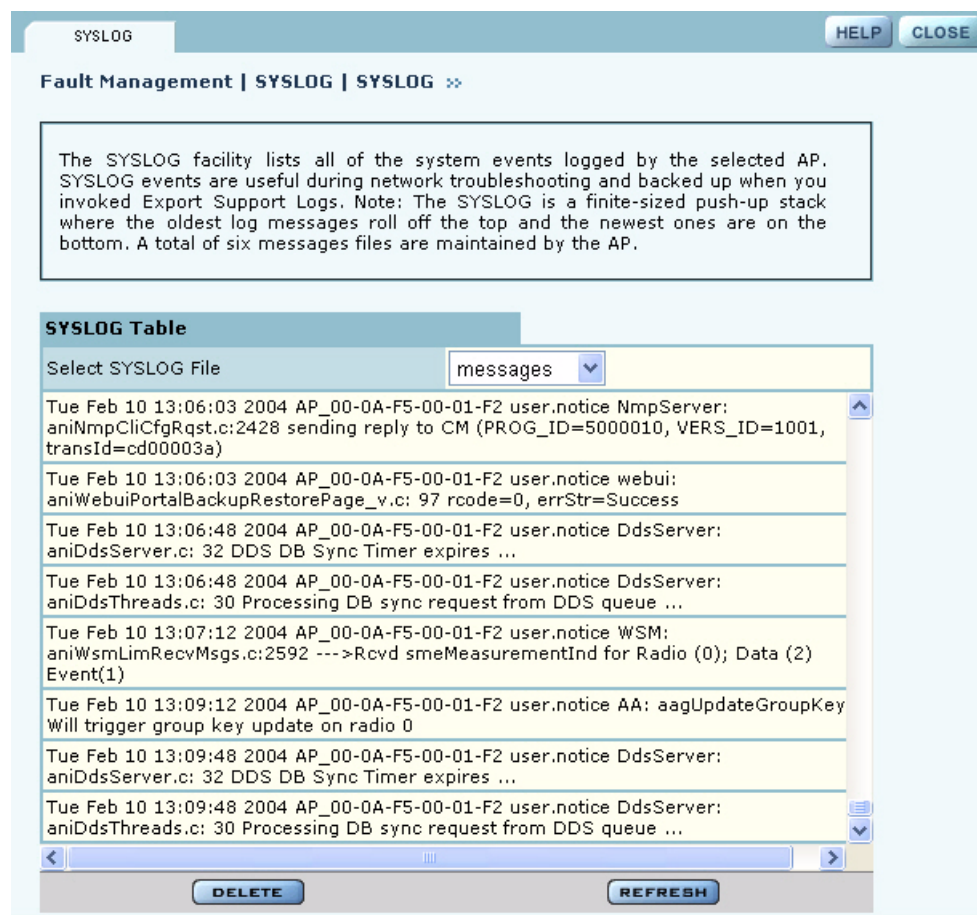 SYSLOG
HELP
CLOSE
Fault Management | SYSLOG | SYSLOG »
The SYSLOG facility lists all of the system events logged by the selected AP.
SYSLOG events are useful during network troubleshooting and backed up when you
invoked Export Support Logs. Note: The SYSLOG is a finite-sized push-up stack
where the oldest log messages roll off the top and the newest ones are on the
bottom. A total of six messages files are maintained by the AP.
SYSLOG Table
Select SYSLOG File
messages
Tue Feb 10 13:06:03 2004 AP_00-0A-F5-00-01-F2 user.notice NmpServer:
aniNmpCliCfgRqst.c:2428 sending reply to CM (PROG_ID=5000010, VERS_ID=1001,
transId=cd00003a)
Tue Feb 10 13:06:03 2004 AP_00-0A-F5-00-01-F2 user.notice webui:
aniWebuiPortalBackupRestorePage_v.c: 97 rcode=0, errStr=Success
Tue Feb 10 13:06:48 2004 AP_00-0A-F5-00-01-F2 user.notice DdsServer:
aniDdsServer.c: 32 DDS DB Sync Timer expires ...
Tue Feb 10 13:06:48 2004 AP_00-0A-F5-00-01-F2 user.notice DdsServer:
aniDdsThreads.c: 30 Processing DB sync request from DDS queue ...
Tue Feb 10 13:07:12 2004 AP_00-0A-F5-00-01-F2 user.notice WSM:
aniWsmLimRecvMsgs.c:2592 --->Rcvd smeMeasurementInd for Radio (0); Data (2)
Event(1)
Tue Feb 10 13:09:12 2004 AP_00-0A-F5-00-01-F2 user.notice AA: aagUpdateGroupKey
Will trigger group key update on radio 0
Tue Feb 10 13:09:48 2004 AP_00-0A-F5-00-01-F2 user.notice DdsServer:
aniDdsServer.c: 32 DDS DB Sync Timer expires ...
Tue Feb 10 13:09:48 2004 AP_00-0A-F5-00-01-F2 user.notice DdsServer:
aniDdsThreads.c: 30 Processing DB sync request from DDS queue ...
DELETE
REFRESH